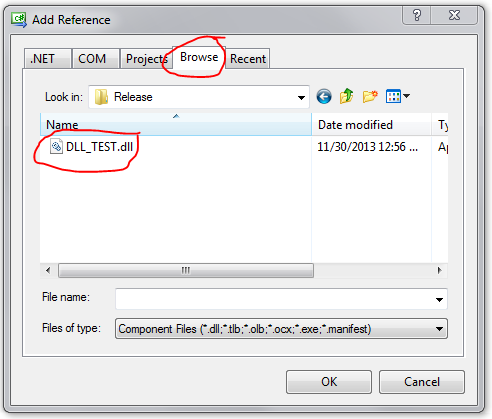 Add Reference
.NET COM Projects Browse Recent
Look in: Release
Name Date modified Ty
DLL_TEST.dll 11/30/2013 12:56 ... Ap
File name:
Files of type: Component Files (*.dll;*.tlb;*.olb;*.ocx;*.exe;*.manifest)
OK Cancel